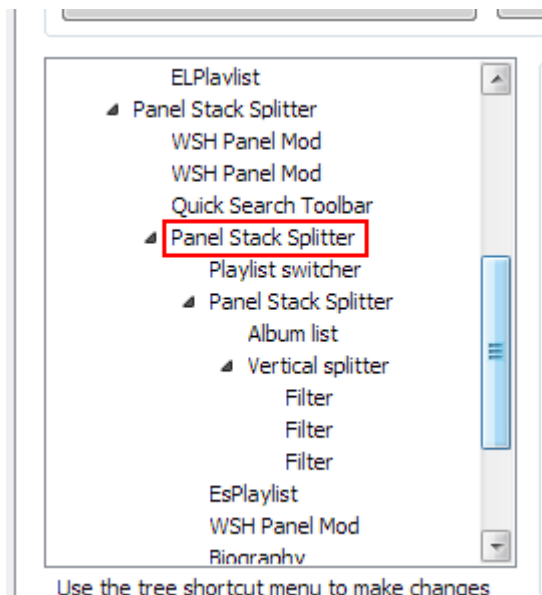 ELPlaylist
Panel Stack Splitter
WSH Panel Mod
WSH Panel Mod
Quick Search Toolbar
Panel Stack Splitter
Playlist switcher
Panel Stack Splitter
Album list
Vertical splitter
Filter
Filter
Filter
EsPlaylist
WSH Panel Mod
Biography
Use the tree shortcut menu to make changes